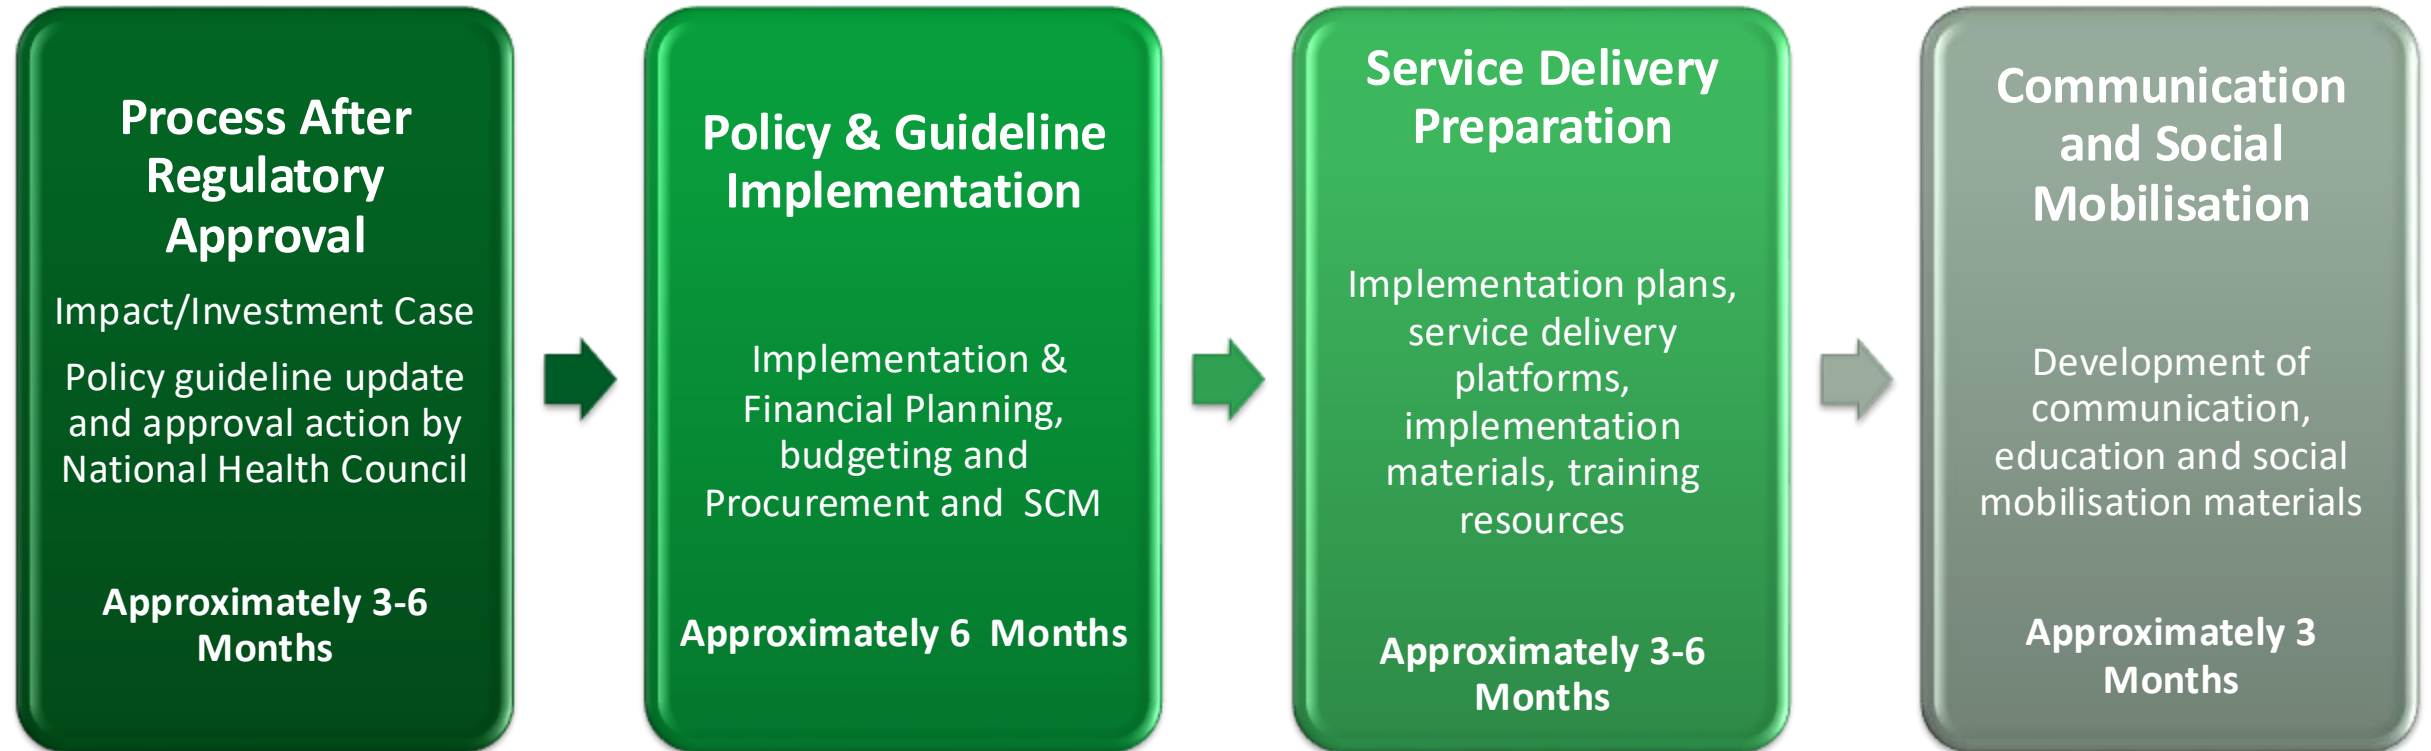 Process After
Regulatory
Approval
Impact/Investment Case
Policy guideline update
and approval action by
National Health Council
Approximately 3-6
Months
Policy & Guideline
Implementation
Implementation &
Financial Planning,
budgeting and
Procurement and  SCM
Approximately 6  Months
Service Delivery
Preparation
Implementation plans,
service delivery
platforms,
implementation
materials, training
resources
Approximately 3-6
Months
Communication
and Social
Mobilisation
Development of
communication,
education and social
mobilisation materials
Approximately 3
Months